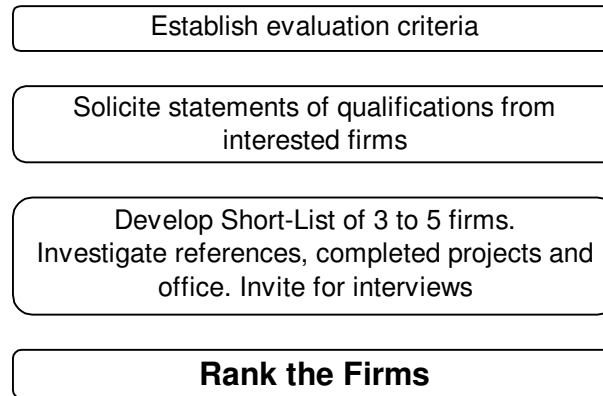 Establish evaluation criteria
Solicite statements of qualifications from
interested firms
Develop Short-List of 3 to 5 firms.
Investigate references, completed projects and
office. Invite for interviews
Rank the Firms